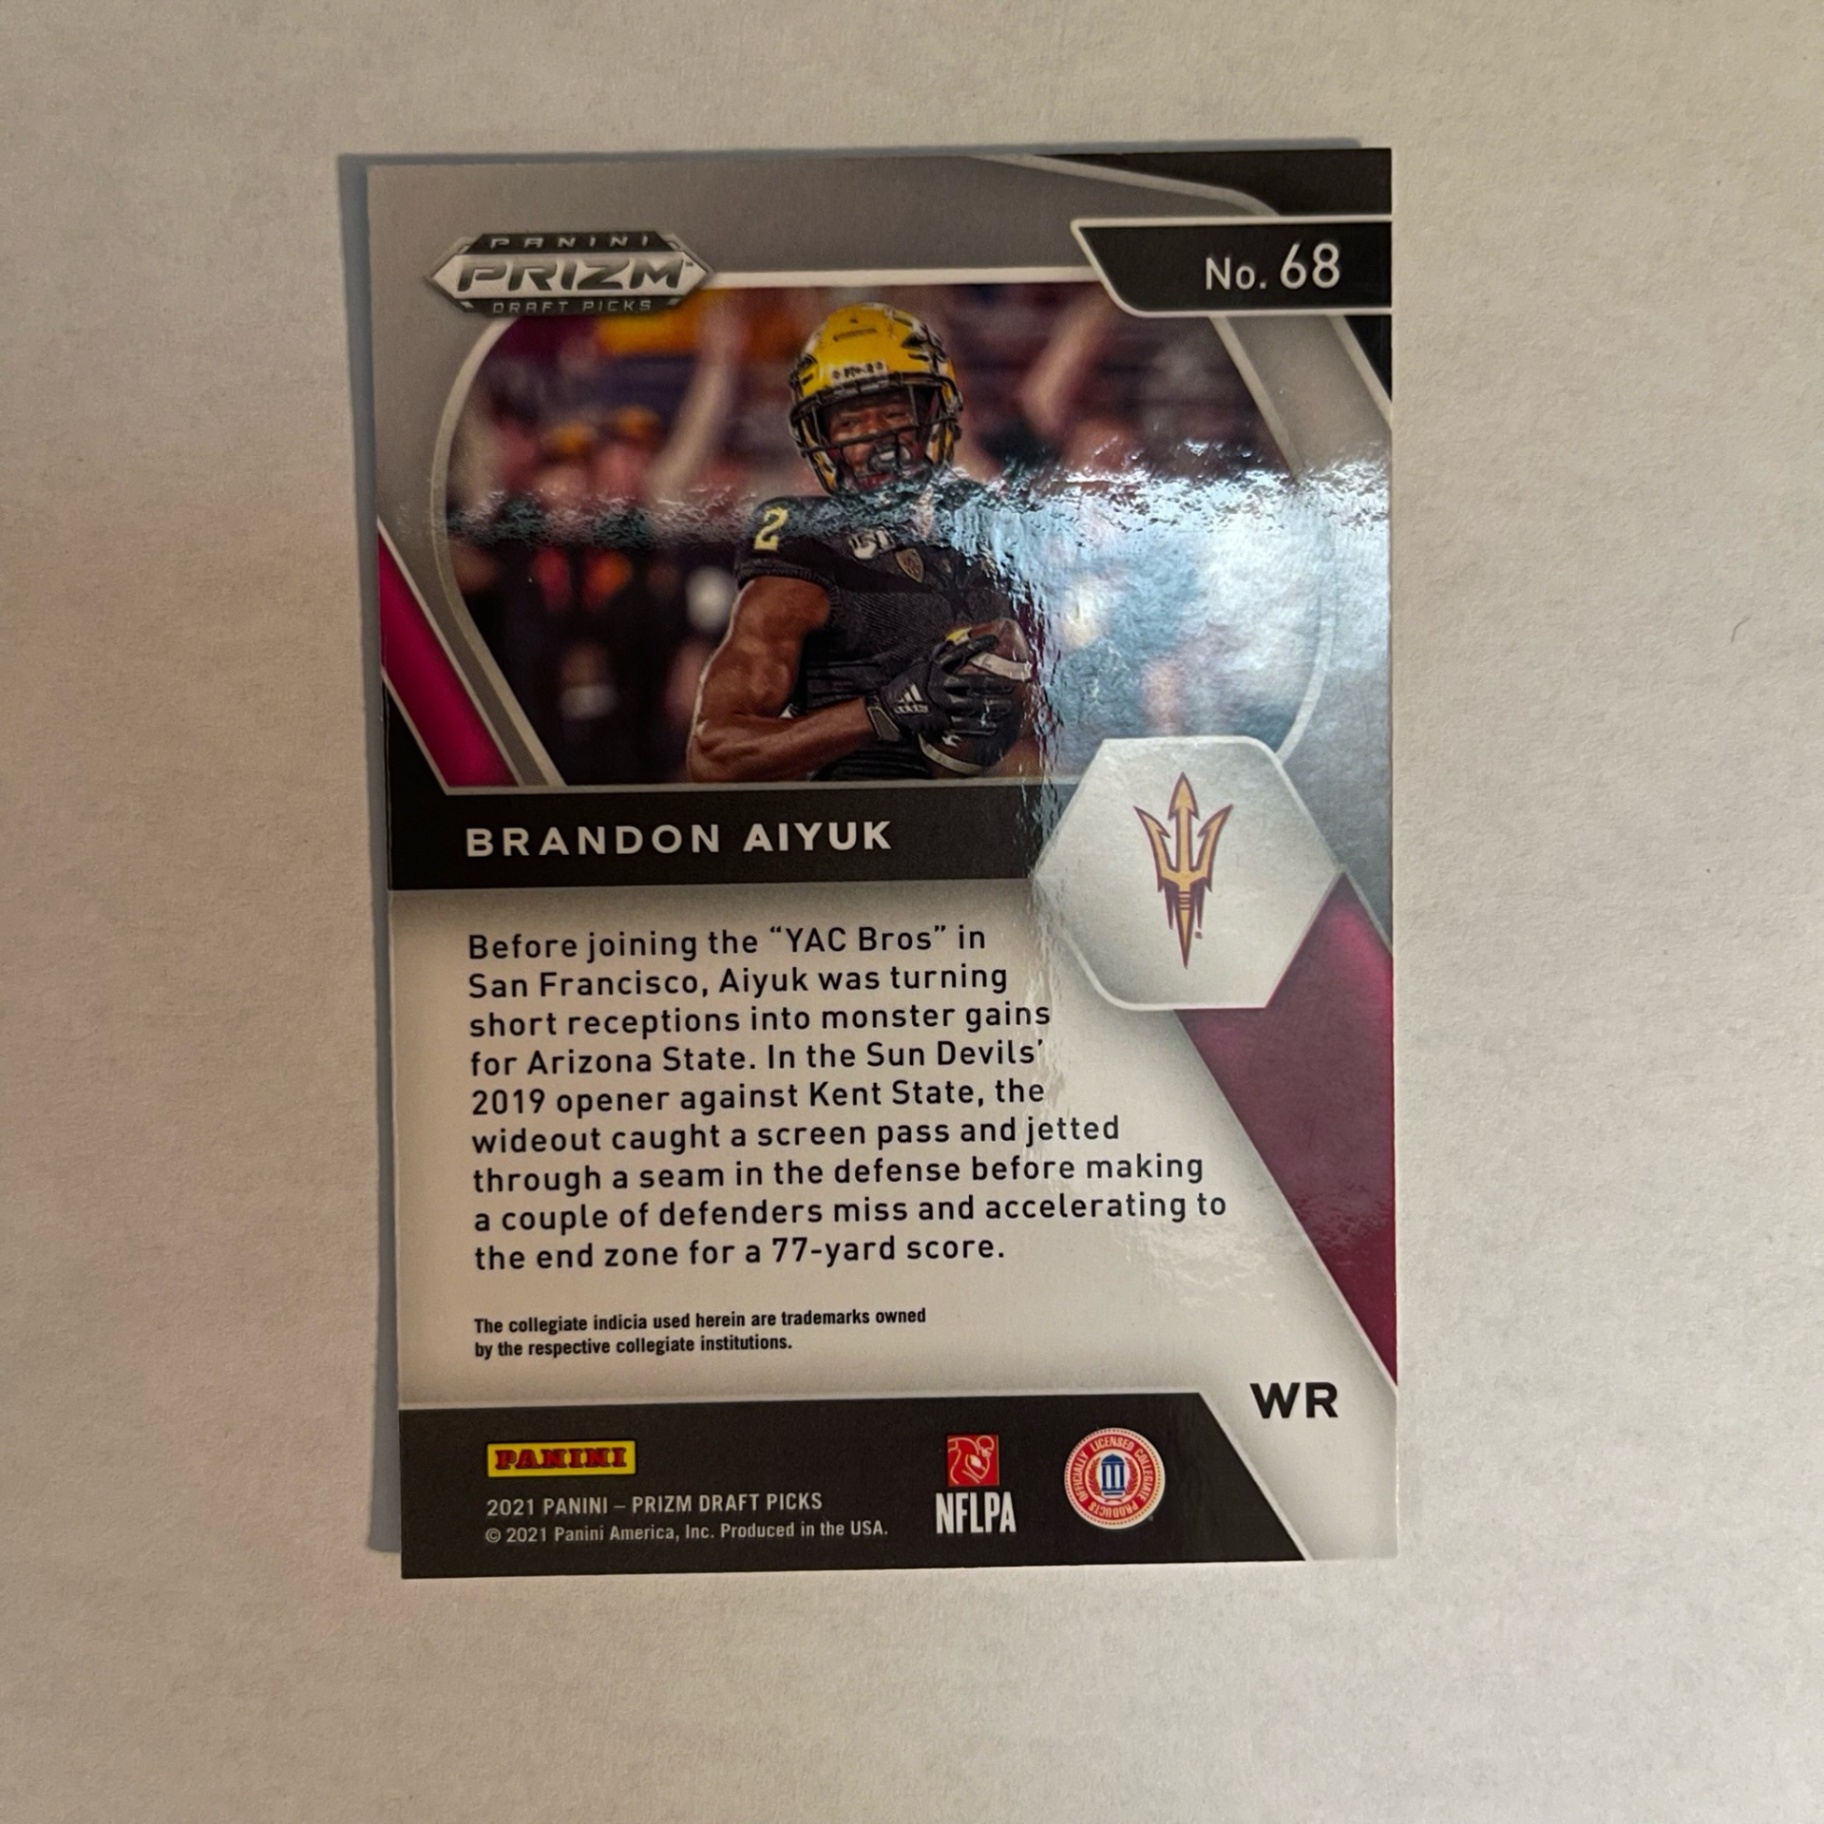 PANINI
PRIZM
DRAFT PICKS
No. 68
2
BRANDON AIYUK
Before joining the “YAC Bros” in
San Francisco, Aiyuk was turning
short receptions into monster gains
for Arizona State. In the Sun Devils’
2019 opener against Kent State, the
wideout caught a screen pass and jetted
through a seam in the defense before making
a couple of defenders miss and accelerating to
the end zone for a 77-yard score.
The collegiate indicia used herein are trademarks owned
by the respective collegiate institutions.
WR
PANINI
2021 PANINI – PRIZM DRAFT PICKS
© 2021 Panini America, Inc. Produced in the USA.
NFLPA
OFFICIALLY LICENSED COLLEGIATE PRODUCTS